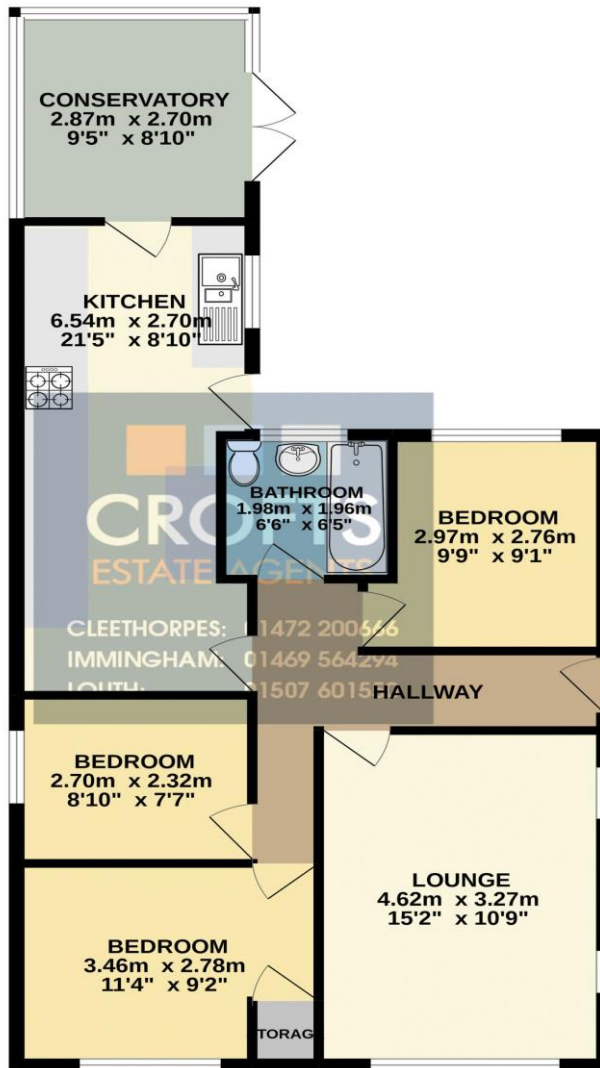 CONSERVATORY
2.87m x 2.70m
9'5" x 8'10"
KITCHEN
6.54m x 2.70m
21'5" x 8'10"
BATHROOM
1.98m x 1.96m
6'6" x 6'5"
BEDROOM
2.97m x 2.76m
9'9" x 9'1"
CROFTS
ESTATE AGENTS
CLEETHORPES: 01472 200666
IMMINGHAM: 01469 564294
LOUTH:
HALLWAY
BEDROOM
2.70m x 2.32m
8'10" x 7'7"
LOUNGE
4.62m x 3.27m
15'2" x 10'9"
BEDROOM
3.46m x 2.78m
11'4" x 9'2"
TORAG